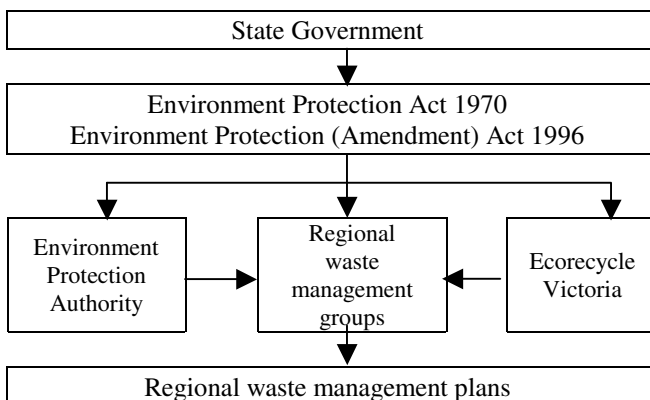 State Government
Environment Protection Act 1970
Environment Protection (Amendment) Act 1996
Environment
Protection
Authority
Regional
waste
management
groups
Ecorecycle
Victoria
Regional waste management plans